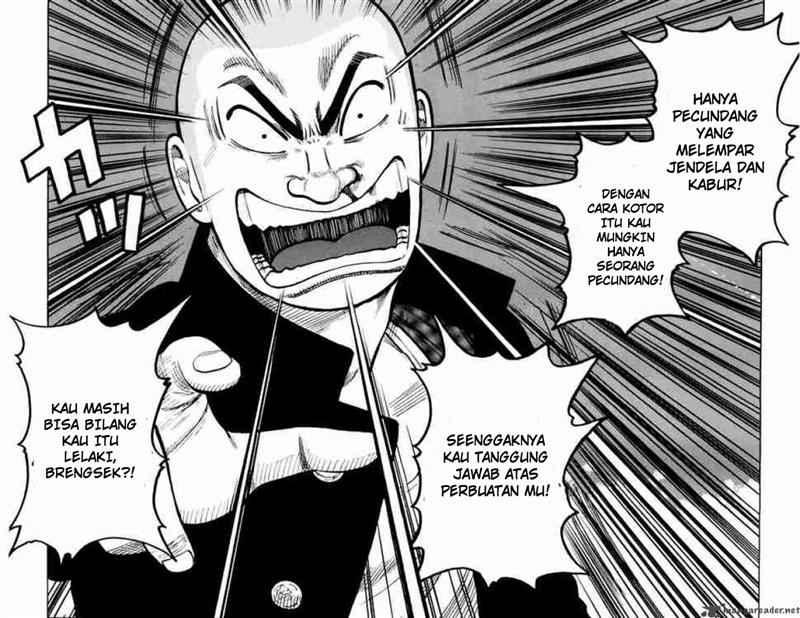 HANYA
PECUNDANG
YANG
MELEMPAR
JENDELA DAN
KABUR!
DENGAN
CARA KOTOR
ITU KAU
MUNGKIN
HANYA
SEORANG
PECUNDANG!
カッ
SEENGGAKNYA
KAU TANGGUNG
JAWAB ATAS
PERBUATAN MU!
KAU MASIH
BISA BILANG
KAU ITU
LELAKI,
BRENGSEK?!